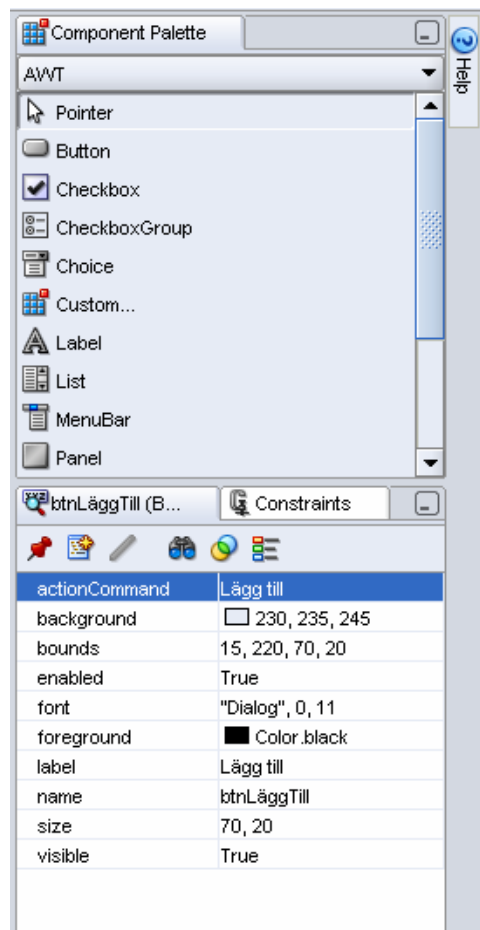 Component Palette
Help
AWT
Pointer
Button
Checkbox
CheckboxGroup
Choice
Custom...
Label
List
MenuBar
Panel
btnLäggTill (B... Constraints
actionCommand Lägg till
background 230, 235, 245
bounds 15, 220, 70, 20
enabled True
font "Dialog", 0, 11
foreground Color.black
label Lägg till
name btnLäggTill
size 70, 20
visible True